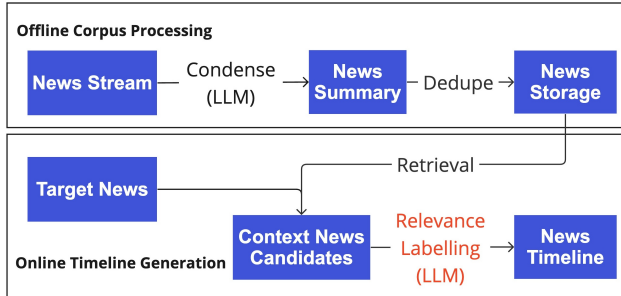 Offline Corpus Processing
News Stream
Condense
(LLM)
News
Summary
Dedupe
News
Storage
Retrieval
Target News
Context News
Candidates
Relevance
Labelling
(LLM)
News
Timeline
Online Timeline Generation